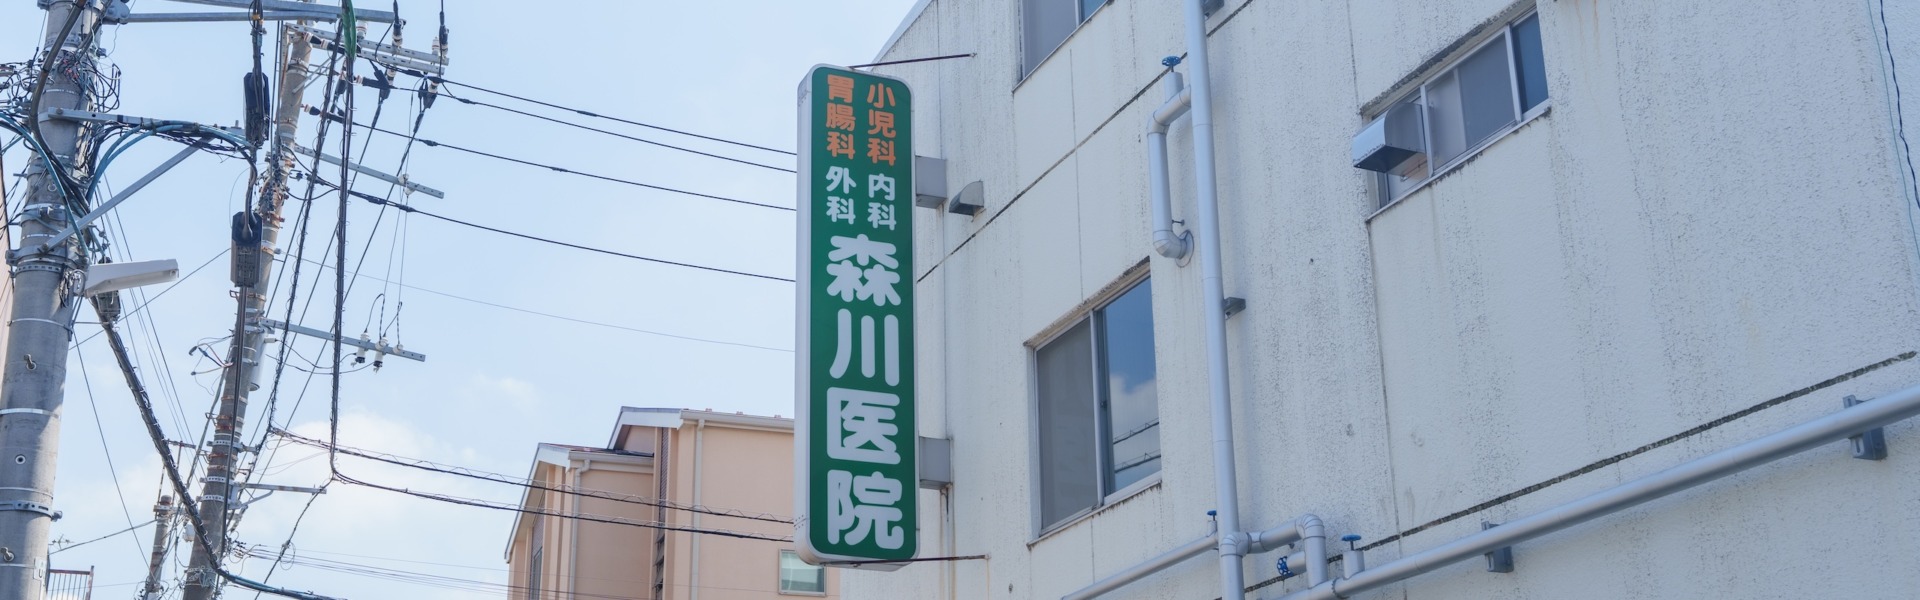 小児科 内科
胃腸科 外科
森川医院